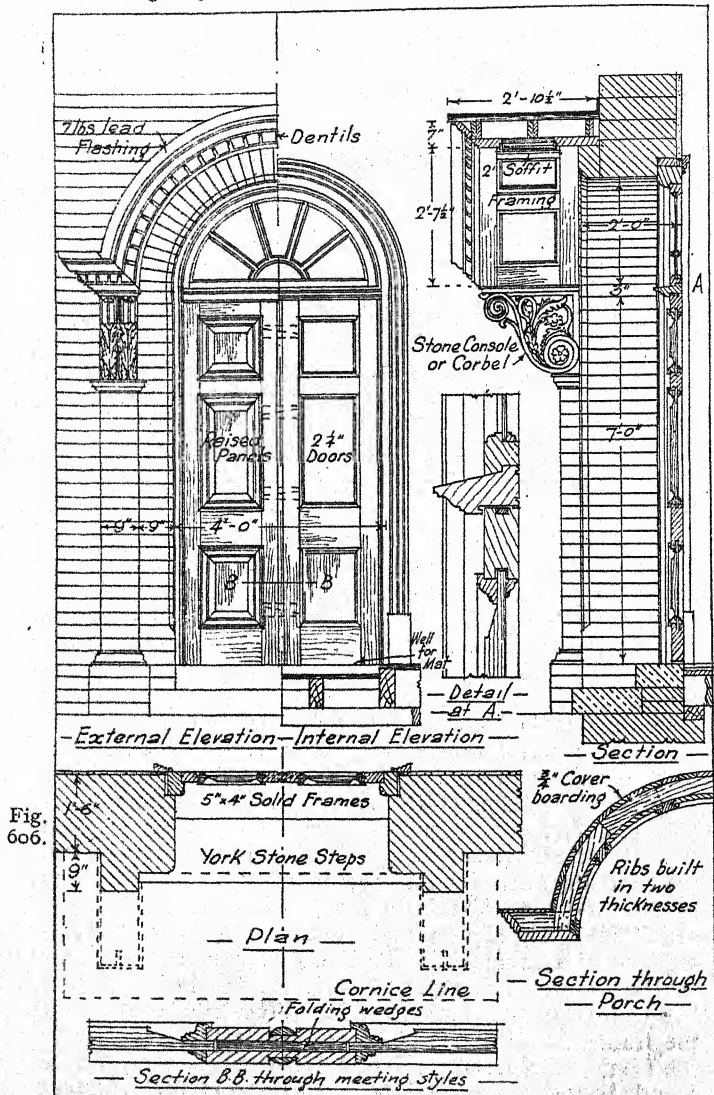 2'-10½"
7 lbs lead
Flashing
Dentils
7"
2'
Soffit
Framing
2'-7½"
2'-0"
A
3"
Stone Console
or Corbel
Raised
Panels
2¼"
Doors
7'-0"
9" 9" 4'-0"
B B
Well
for
Mat
Detail
at A.
External Elevation — Internal Elevation
Section
1'-6"
5"x4" Solid Frames
¾" Cover
boarding
Fig.
606.
9"
York Stone Steps
Ribs built
in two
thicknesses
Plan
Cornice Line
Section through
Porch
Folding wedges
Section B.B. through meeting styles